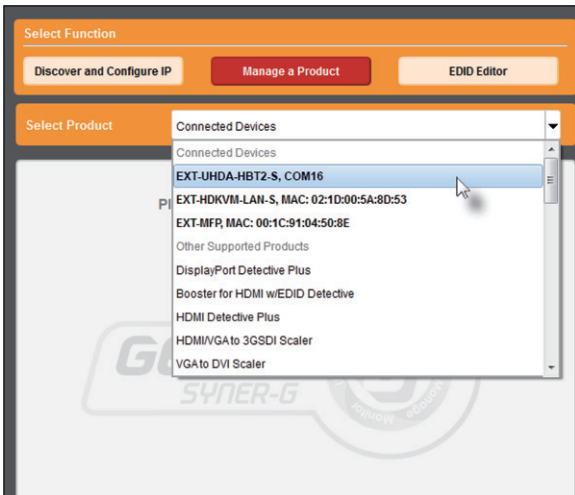 Select Function
Discover and Configure IP
Manage a Product
EDID Editor
Select Product
Connected Devices
Connected Devices
EXT-UHDA-HBT2-S, COM16
EXT-HDKVM-LAN-S, MAC: 02:1D:00:5A:8D:53
EXT-MFP, MAC: 00:1C:91:04:50:8E
Other Supported Products
DisplayPort Detective Plus
Booster for HDMI w/EDID Detective
HDMI Detective Plus
HDMI/VGA to 3GSDI Scaler
VGA to DVI Scaler
SYNER-G
Monitor